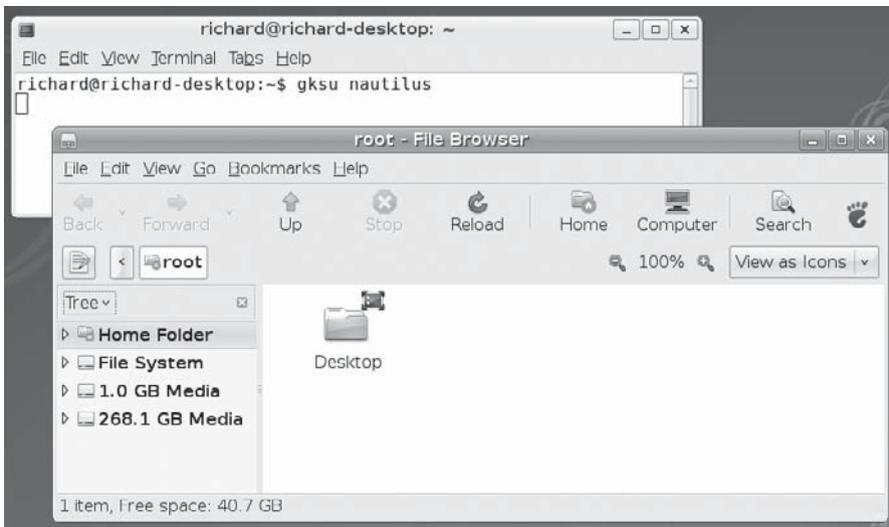 richard@richard-desktop: ~
File Edit View Terminal Tabs Help
richard@richard-desktop:~$ gksu nautilus
root - File Browser
File Edit View Go Bookmarks Help
Back Forward Up Stop Reload Home Computer Search
root 100% View as Icons
Tree
Home Folder
File System
1.0 GB Media
268.1 GB Media
Desktop
1 item, Free space: 40.7 GB